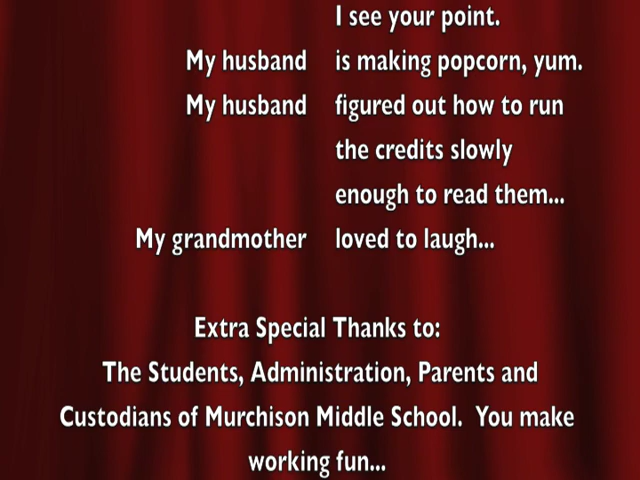 I see your point.
My husband is making popcorn, yum.
My husband figured out how to run
the credits slowly
enough to read them...
My grandmother loved to laugh...
Extra Special Thanks to:
The Students, Administration, Parents and
Custodians of Murchison Middle School.  You make
working fun...